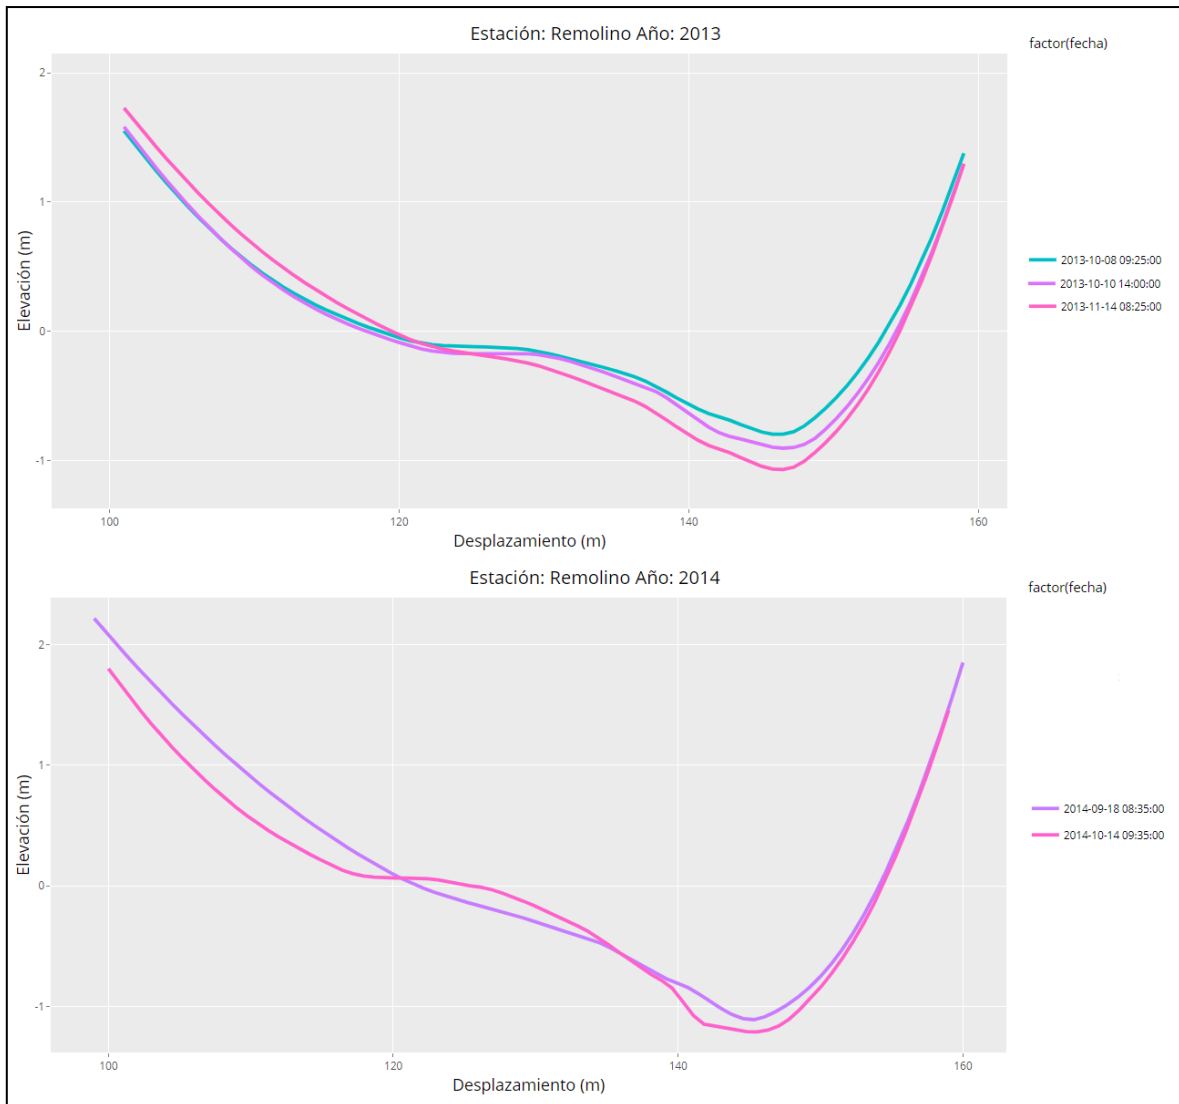 Estación: Remolino Año: 2013
factor(fecha)
2
1
0
-1
Elevación (m)
100
120
140
160
Desplazamiento (m)
2013-10-08 09:25:00
2013-10-10 14:00:00
2013-11-14 08:25:00
Estación: Remolino Año: 2014
factor(fecha)
2
1
0
-1
Elevación (m)
100
120
140
160
Desplazamiento (m)
2014-09-18 08:35:00
2014-10-14 09:35:00